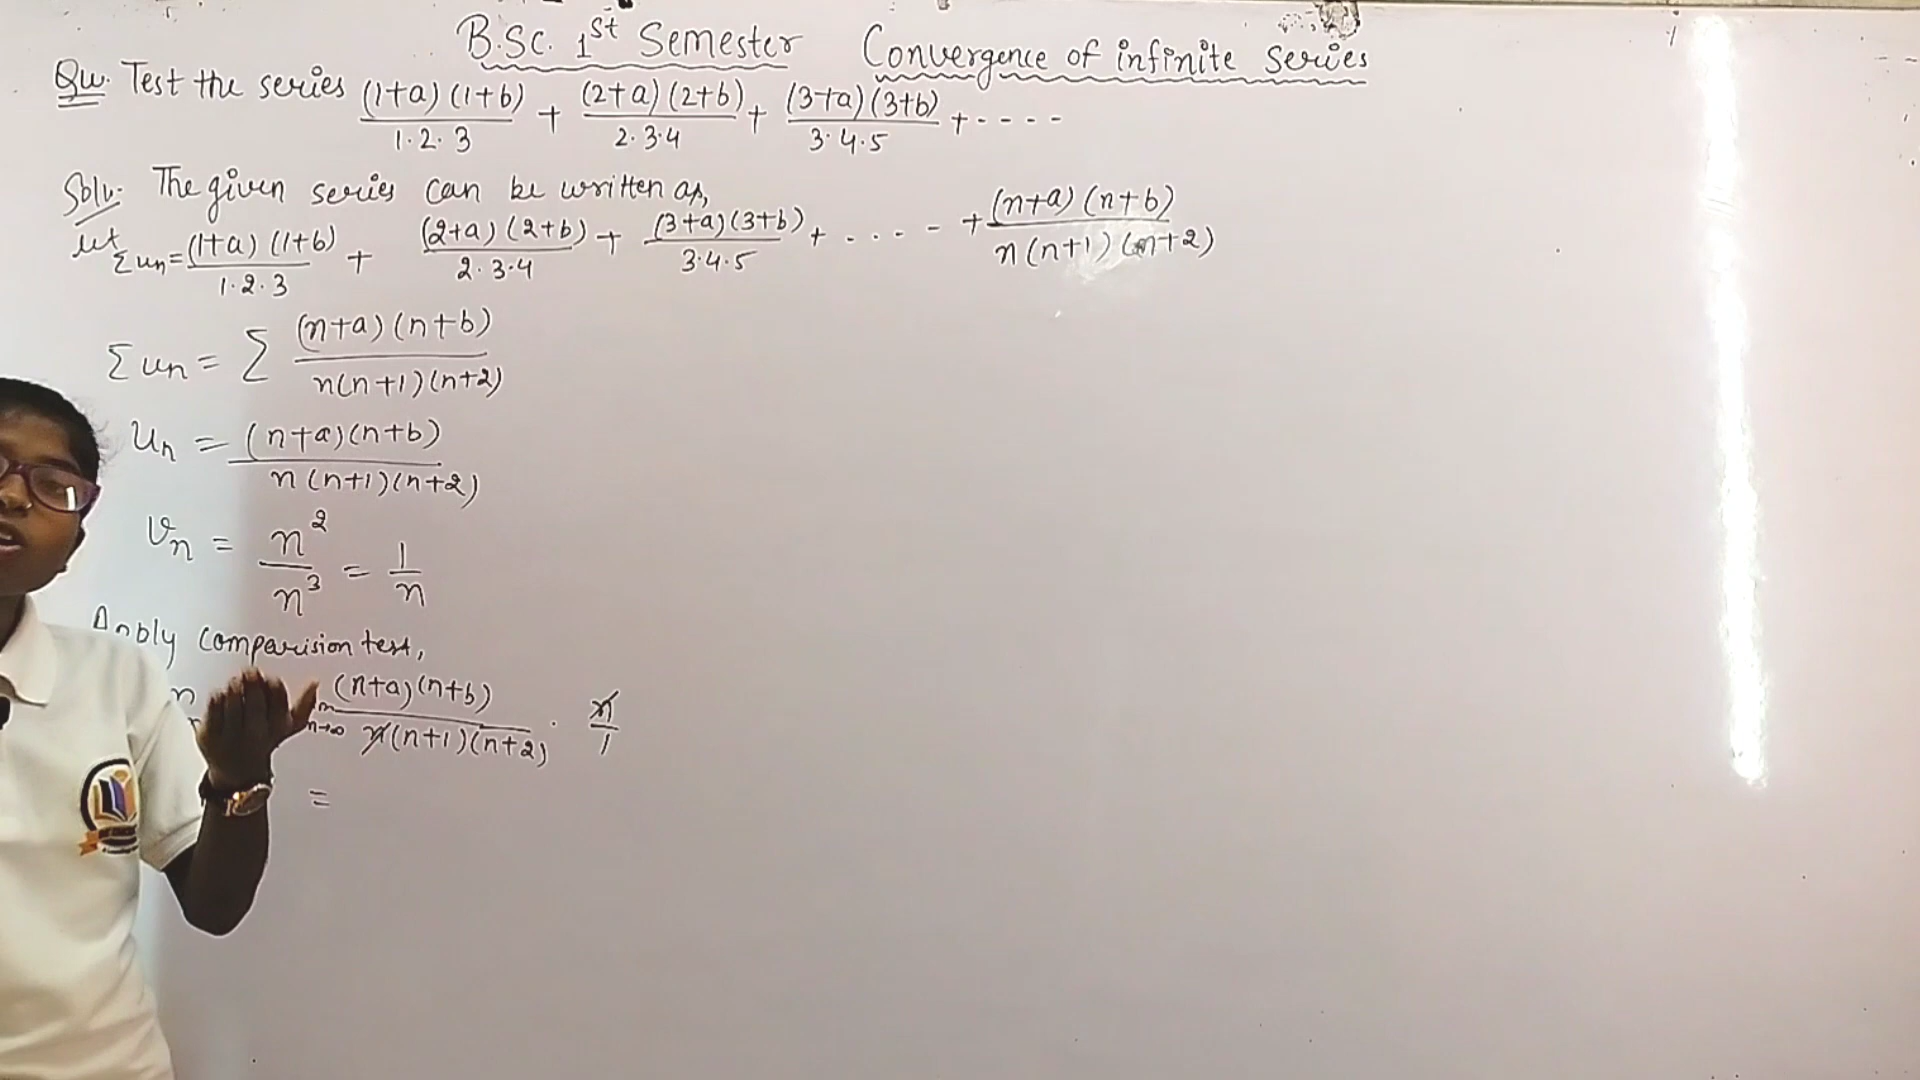 B.Sc. 1st Semester Convergence of infinite series
Qu. Test the series (1+a)(1+b)/1·2·3 + (2+a)(2+b)/2·3·4 + (3+a)(3+b)/3·4·5 + ----
Soln: The given series can be written as,
let Σun = (1+a)(1+b)/1·2·3 + (2+a)(2+b)/2·3·4 + (3+a)(3+b)/3·4·5 + ---- + (n+a)(n+b)/n(n+1)(n+2)
Σun = Σ (n+a)(n+b)/n(n+1)(n+2)
Un = (n+a)(n+b)/n(n+1)(n+2)
Vn = n²/n³ = 1/n
Apply comparision test,
n→∞ (n+a)(n+b)/n(n+1)(n+2) · n/1
=